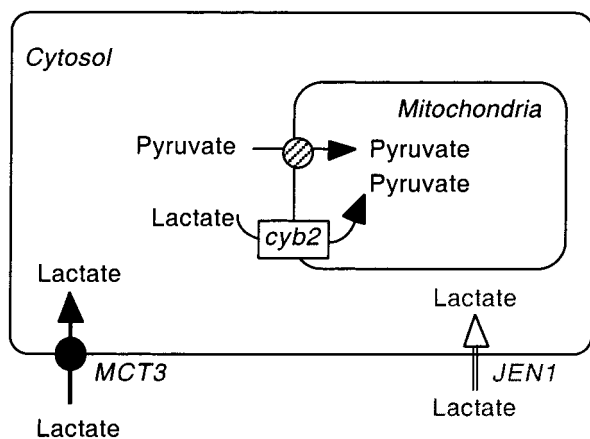 Cytosol
Mitochondria
Pyruvate
Pyruvate
Pyruvate
Lactate
cyb2
Lactate
Lactate
MCT3
JEN1
Lactate
Lactate